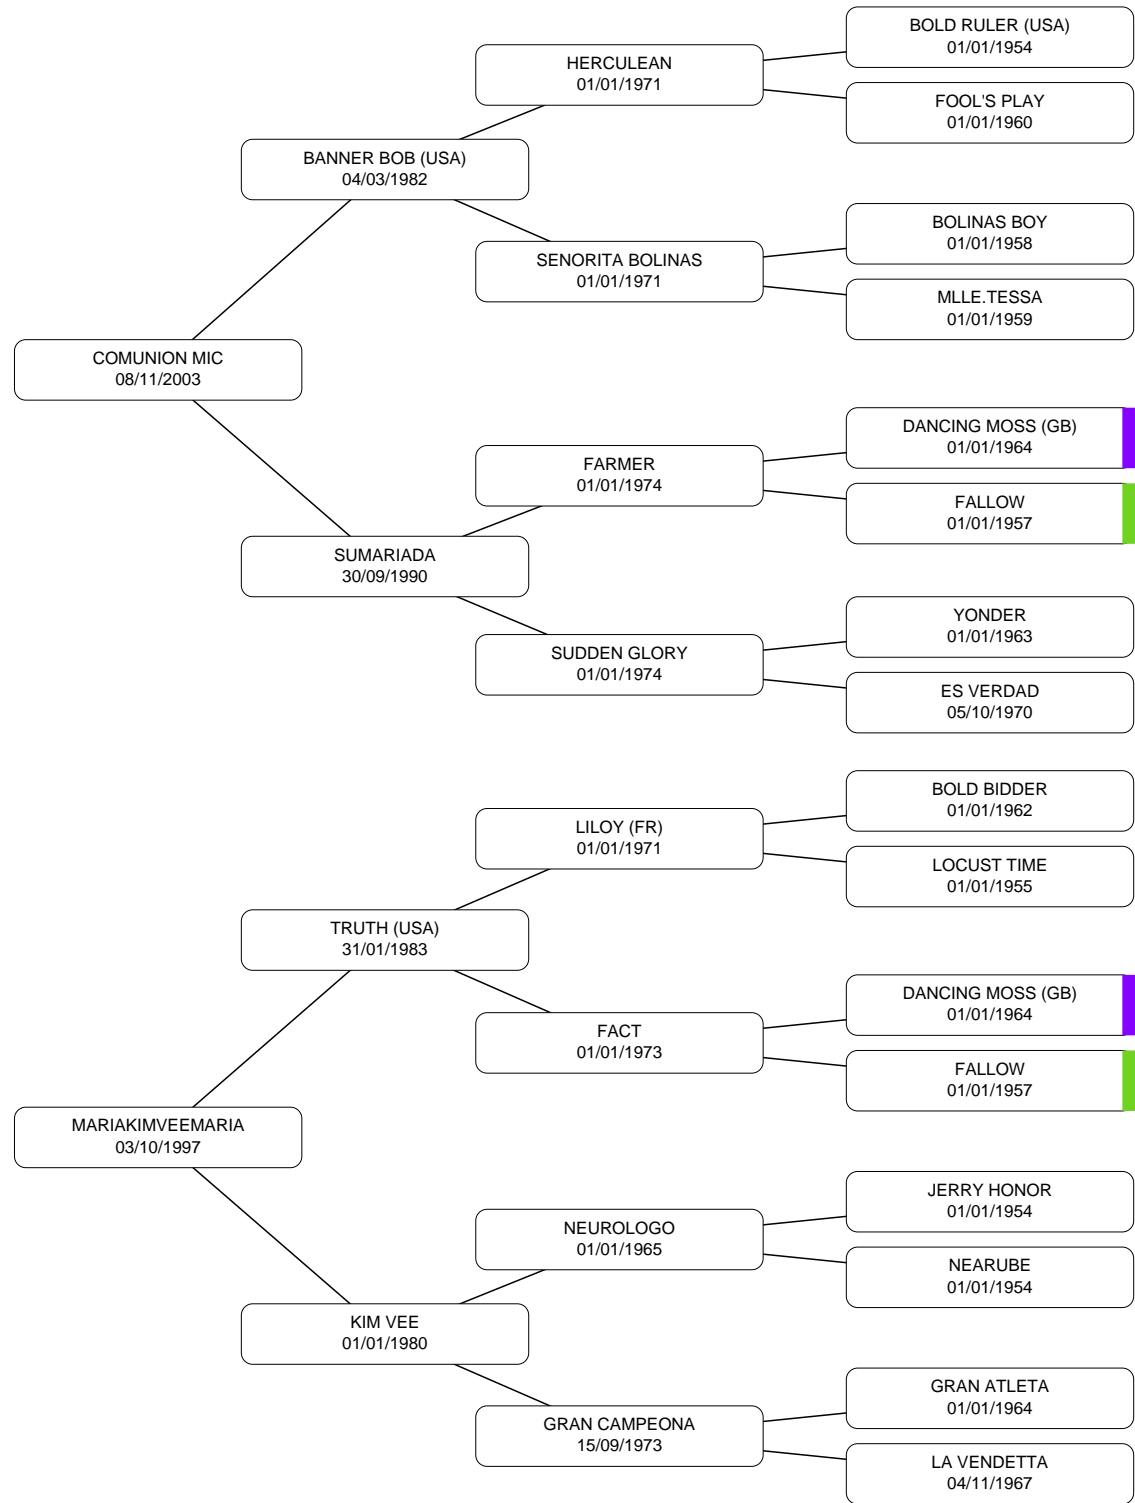 BOLD RULER (USA)
01/01/1954
HERCULEAN
01/01/1971
FOOL'S PLAY
01/01/1960
BANNER BOB (USA)
04/03/1982
BOLINAS BOY
01/01/1958
SENORITA BOLINAS
01/01/1971
MLLE.TESSA
01/01/1959
COMUNION MIC
08/11/2003
DANCING MOSS (GB)
01/01/1964
FARMER
01/01/1974
FALLOW
01/01/1957
SUMARIADA
30/09/1990
YONDER
01/01/1963
SUDDEN GLORY
01/01/1974
ES VERDAD
05/10/1970
BOLD BIDDER
01/01/1962
LILOY (FR)
01/01/1971
LOCUST TIME
01/01/1955
TRUTH (USA)
31/01/1983
DANCING MOSS (GB)
01/01/1964
FACT
01/01/1973
FALLOW
01/01/1957
MARIAKIMVEEMARIA
03/10/1997
JERRY HONOR
01/01/1954
NEUROLOGO
01/01/1965
NEARUBE
01/01/1954
KIM VEE
01/01/1980
GRAN ATLETA
01/01/1964
GRAN CAMPEONA
15/09/1973
LA VENDETTA
04/11/1967